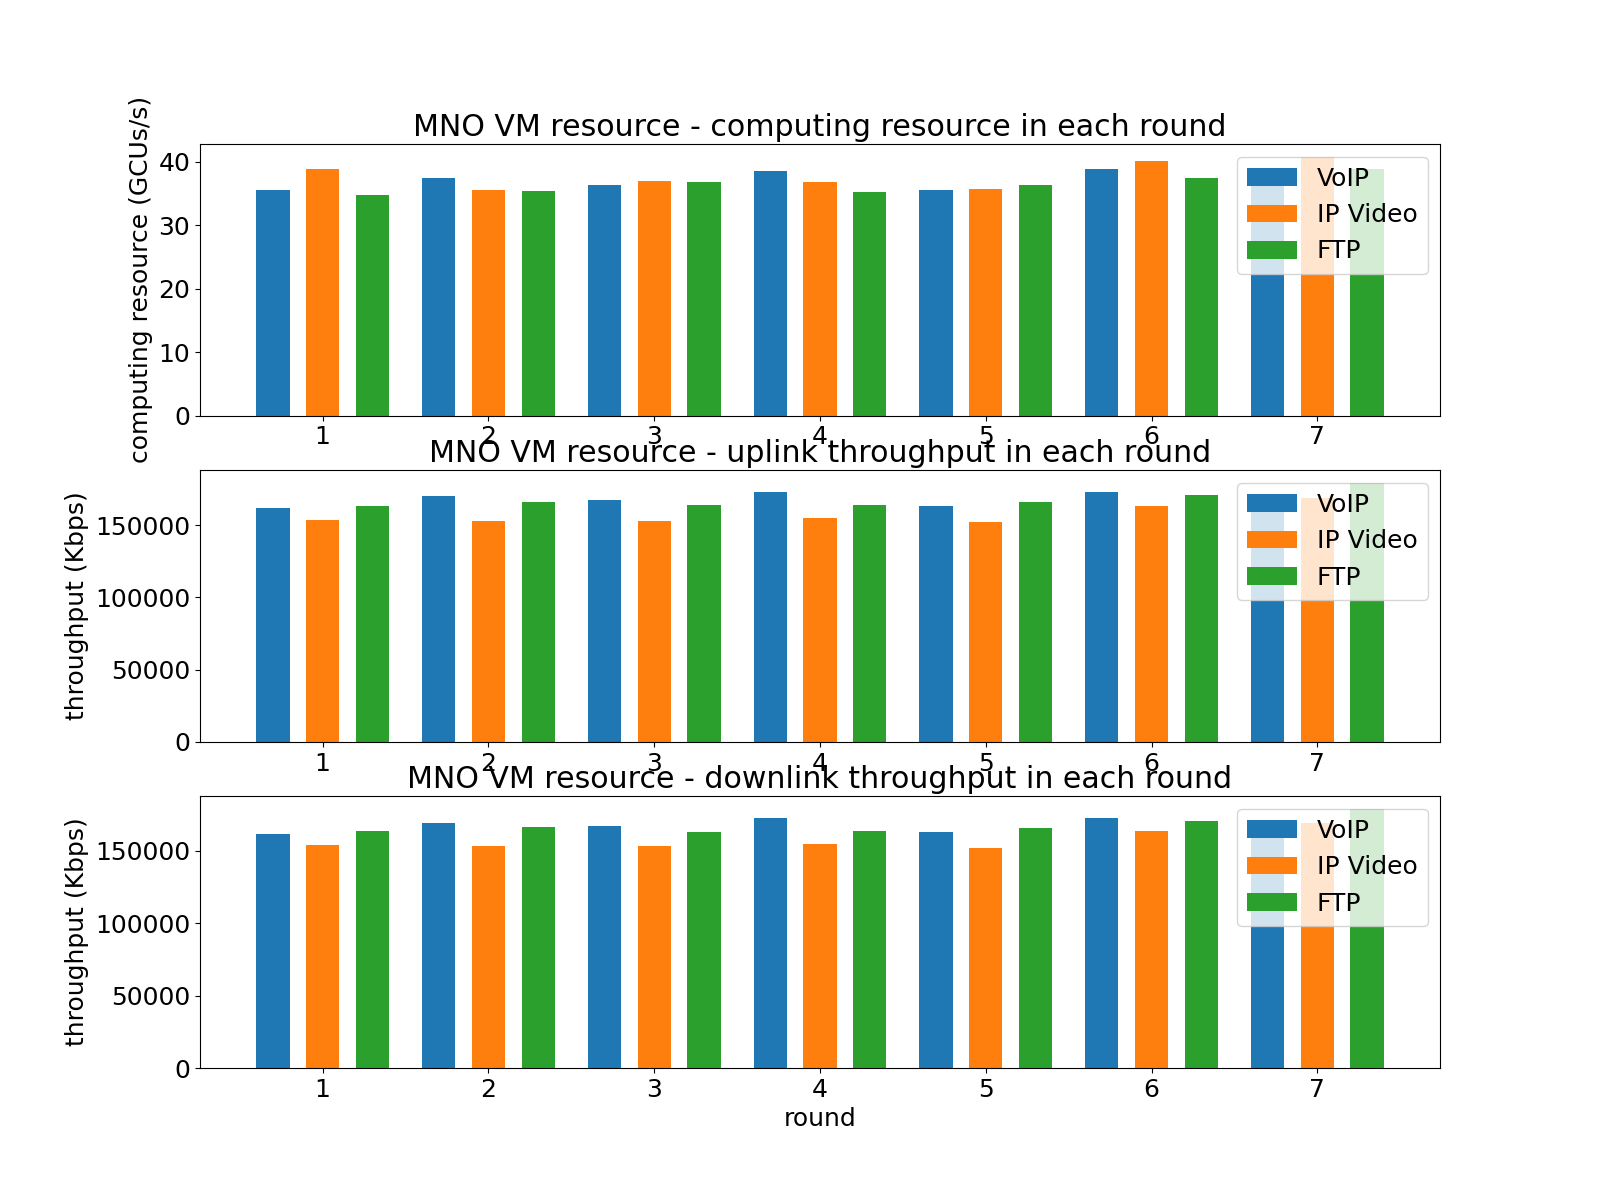 MNO VM resource - computing resource in each round
computing resource (GCUs/s)
40
30
20
10
0
VoIP
IP Video
FTP
1 2 3 4 5 6 7
MNO VM resource - uplink throughput in each round
throughput (Kbps)
150000
100000
50000
0
VoIP
IP Video
FTP
1 2 3 4 5 6 7
MNO VM resource - downlink throughput in each round
throughput (Kbps)
150000
100000
50000
0
VoIP
IP Video
FTP
1 2 3 4 5 6 7
round